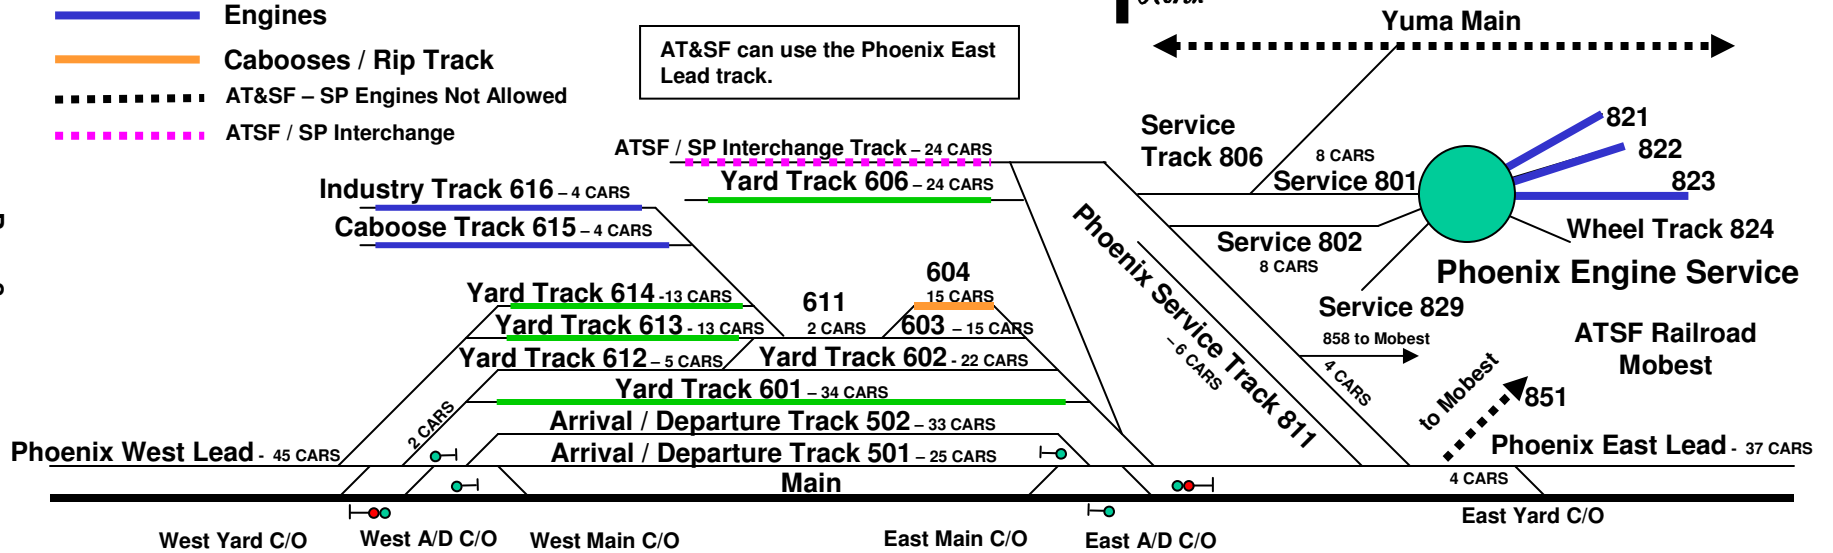 Engines
Cabooses / Rip Track
AT&SF – SP Engines Not Allowed
ATSF / SP Interchange
AT&SF can use the Phoenix East
Lead track.
Yuma Main
Service
Track 806
8 CARS
Service 801
821
822
823
Service 802
8 CARS
Wheel Track 824
Phoenix Engine Service
Service 829
858 to Mobest
ATSF Railroad
Mobest
ATSF / SP Interchange Track – 24 CARS
Yard Track 606 – 24 CARS
Industry Track 616 – 4 CARS
Caboose Track 615 – 4 CARS
604
15 CARS
Yard Track 614 -13 CARS
611
2 CARS
Yard Track 613 - 13 CARS
603 – 15 CARS
Yard Track 612 – 5 CARS
Yard Track 602 - 22 CARS
Yard Track 601 – 34 CARS
2 CARS
Arrival / Departure Track 502 – 33 CARS
Arrival / Departure Track 501 – 25 CARS
Phoenix Service Track 811
– 6 CARS
4 CARS
to Mobest
851
Phoenix West Lead - 45 CARS
Phoenix East Lead - 37 CARS
4 CARS
Main
West Yard C/O
West A/D C/O
West Main C/O
East Main C/O
East A/D C/O
East Yard C/O